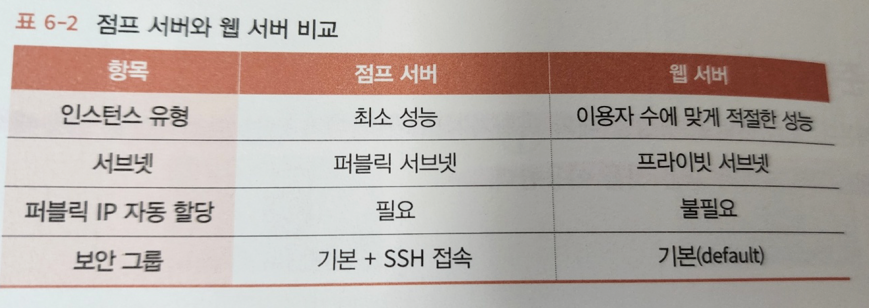 표 6-2 점프 서버와 웹 서버 비교
항목 점프 서버 웹 서버
인스턴스 유형 최소 성능 이용자 수에 맞게 적절한 성능
서브넷 퍼블릭 서브넷 프라이빗 서브넷
퍼블릭 IP 자동 할당 필요 불필요
보안 그룹 기본 + SSH 접속 기본(default)